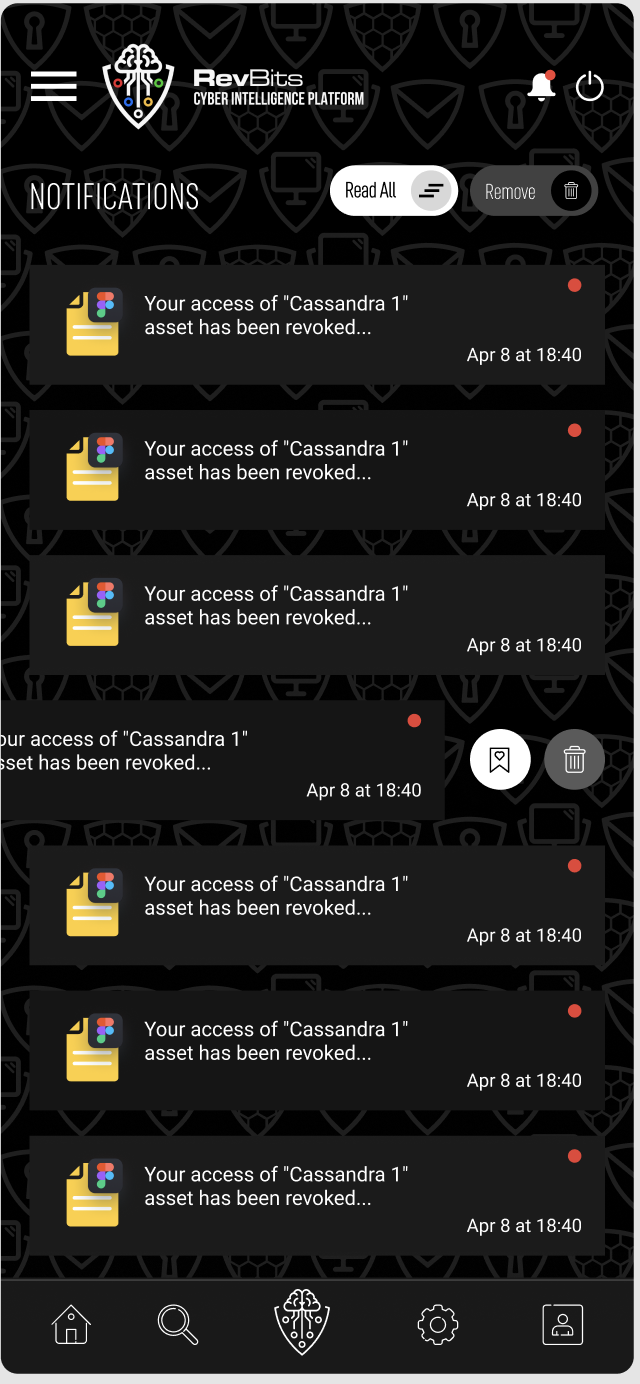 RevBits
CYBER INTELLIGENCE PLATFORM
NOTIFICATIONS
Read All
Remove
Your access of "Cassandra 1"
asset has been revoked...
Apr 8 at 18:40
Your access of "Cassandra 1"
asset has been revoked...
Apr 8 at 18:40
Your access of "Cassandra 1"
asset has been revoked...
Apr 8 at 18:40
our access of "Cassandra 1"
sset has been revoked...
Apr 8 at 18:40
Your access of "Cassandra 1"
asset has been revoked...
Apr 8 at 18:40
Your access of "Cassandra 1"
asset has been revoked...
Apr 8 at 18:40
Your access of "Cassandra 1"
asset has been revoked...
Apr 8 at 18:40